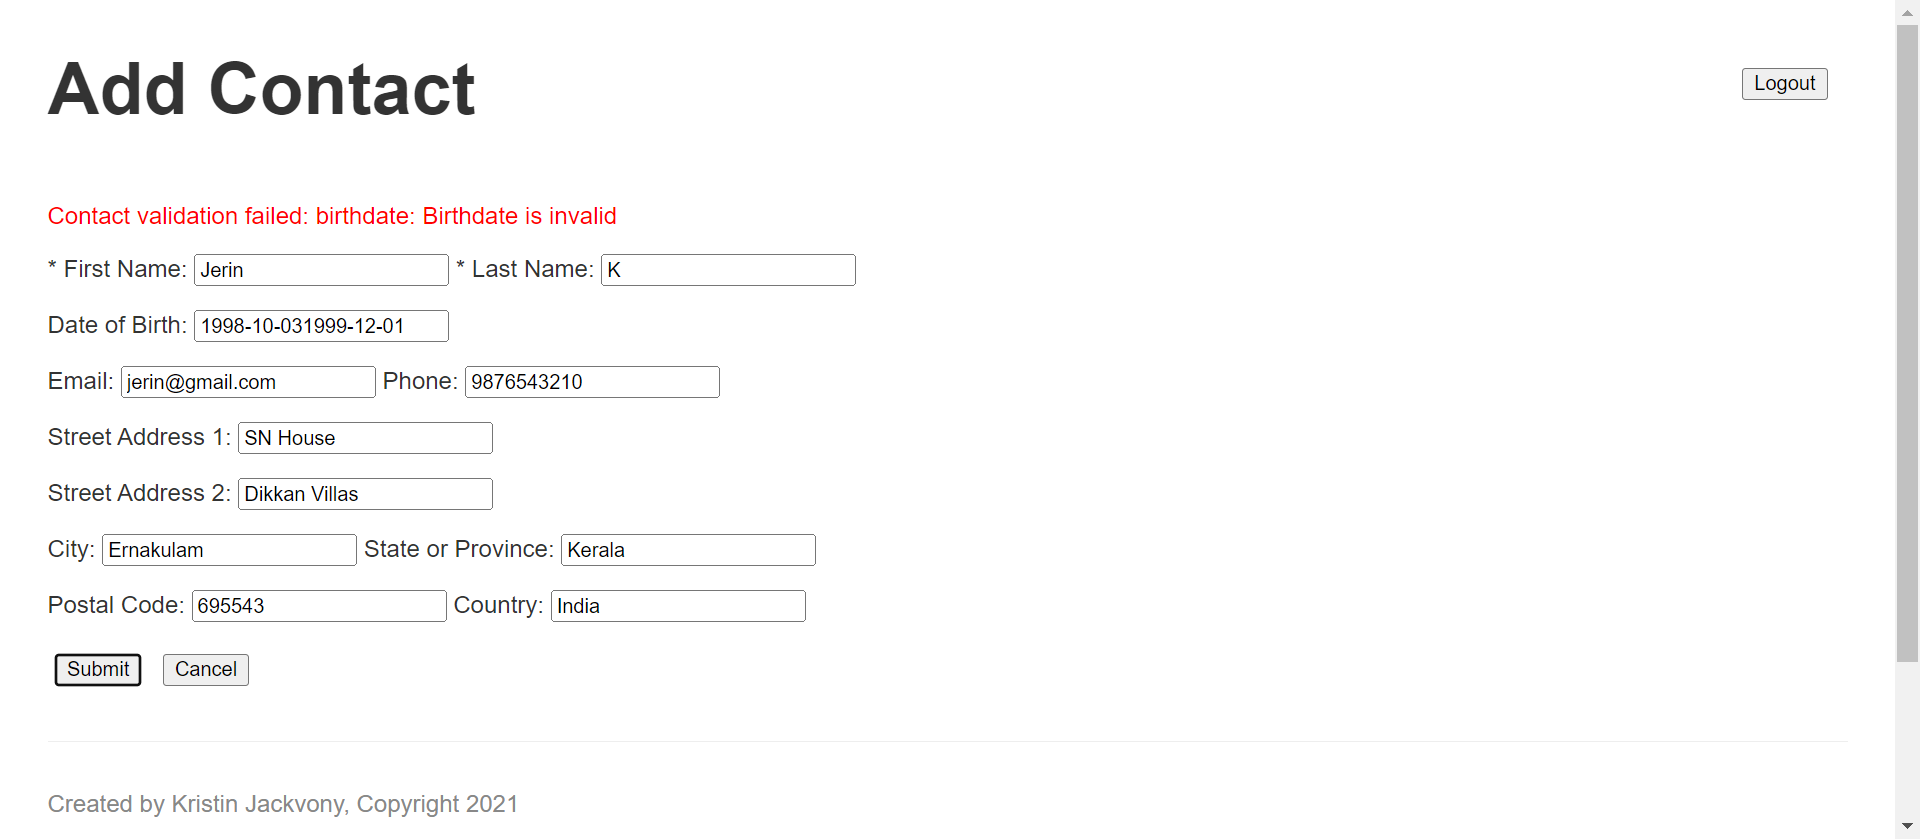 Add Contact
Logout
Contact validation failed: birthdate: Birthdate is invalid
* First Name: Jerin * Last Name: K
Date of Birth: 1998-10-031999-12-01
Email: jerin@gmail.com Phone: 9876543210
Street Address 1: SN House
Street Address 2: Dikkan Villas
City: Ernakulam State or Province: Kerala
Postal Code: 695543 Country: India
Submit Cancel
Created by Kristin Jackvony, Copyright 2021